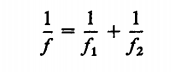 1/f = 1/f₁ + 1/f₂